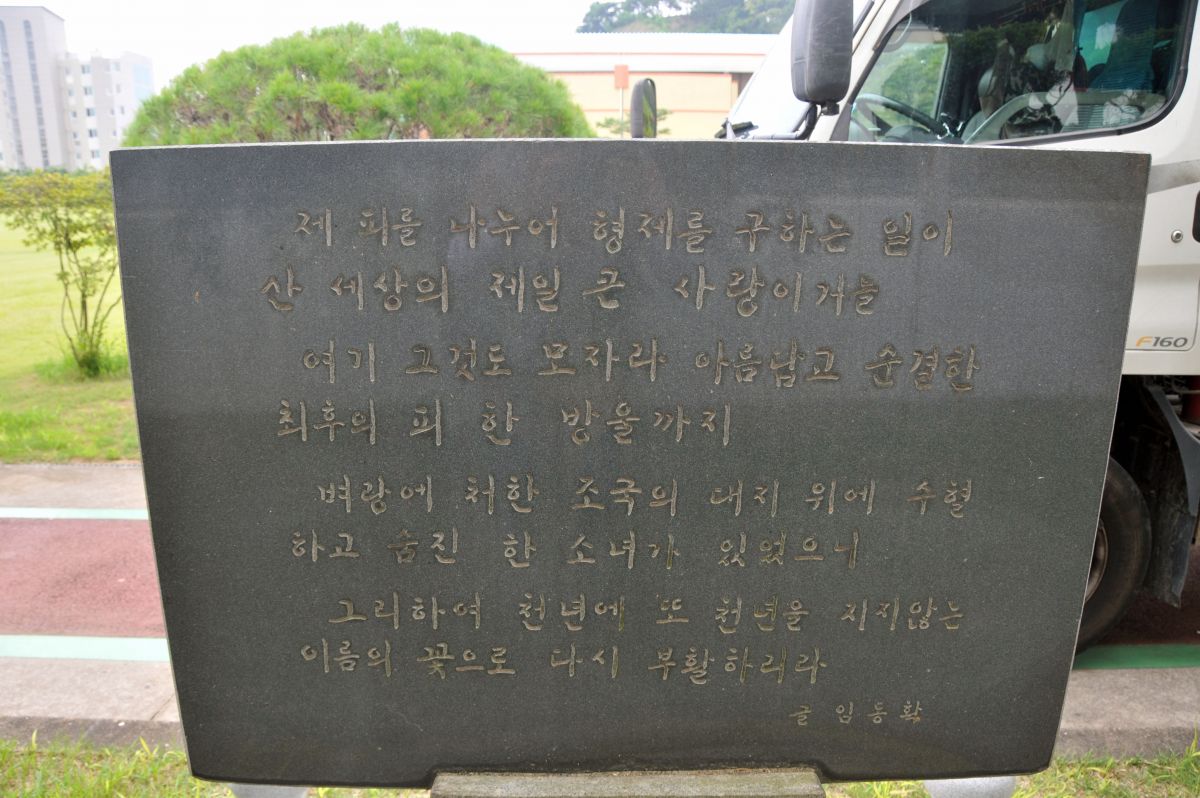 제 피를 나누어 형제를 구하는 일이
산 세상의 제일 큰 사랑이거늘
여기 그것도 모자라 아름답고 순결한
최후의 피 한 방울까지
벼랑에 처한 조국의 대지 위에 수혈
하고 숨진 한 소녀가 있었으니
그리하여 천년에 또 천년을 지지않는
이름의 꽃으로 다시 부활하리라
글 임동확
F160